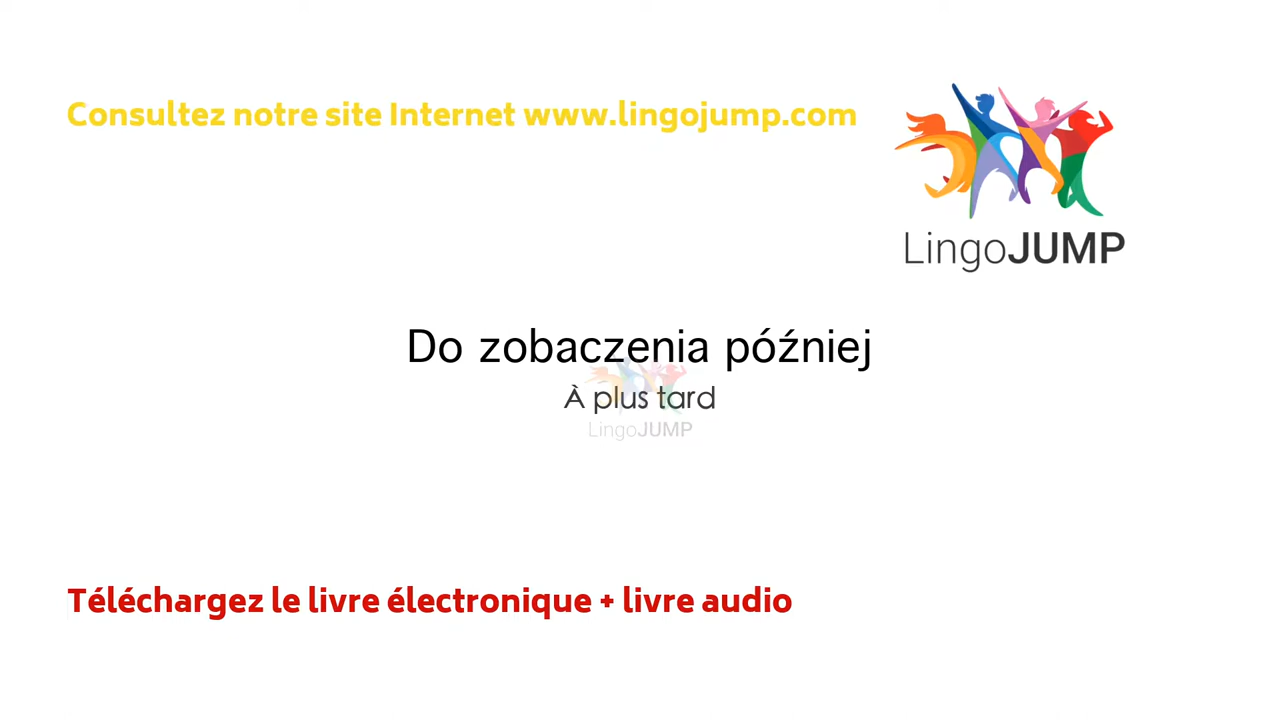 Consultez notre site Internet www.lingojump.com
LingoJUMP
Do zobaczenia później
À plus tard
LingoJUMP
Téléchargez le livre électronique + livre audio